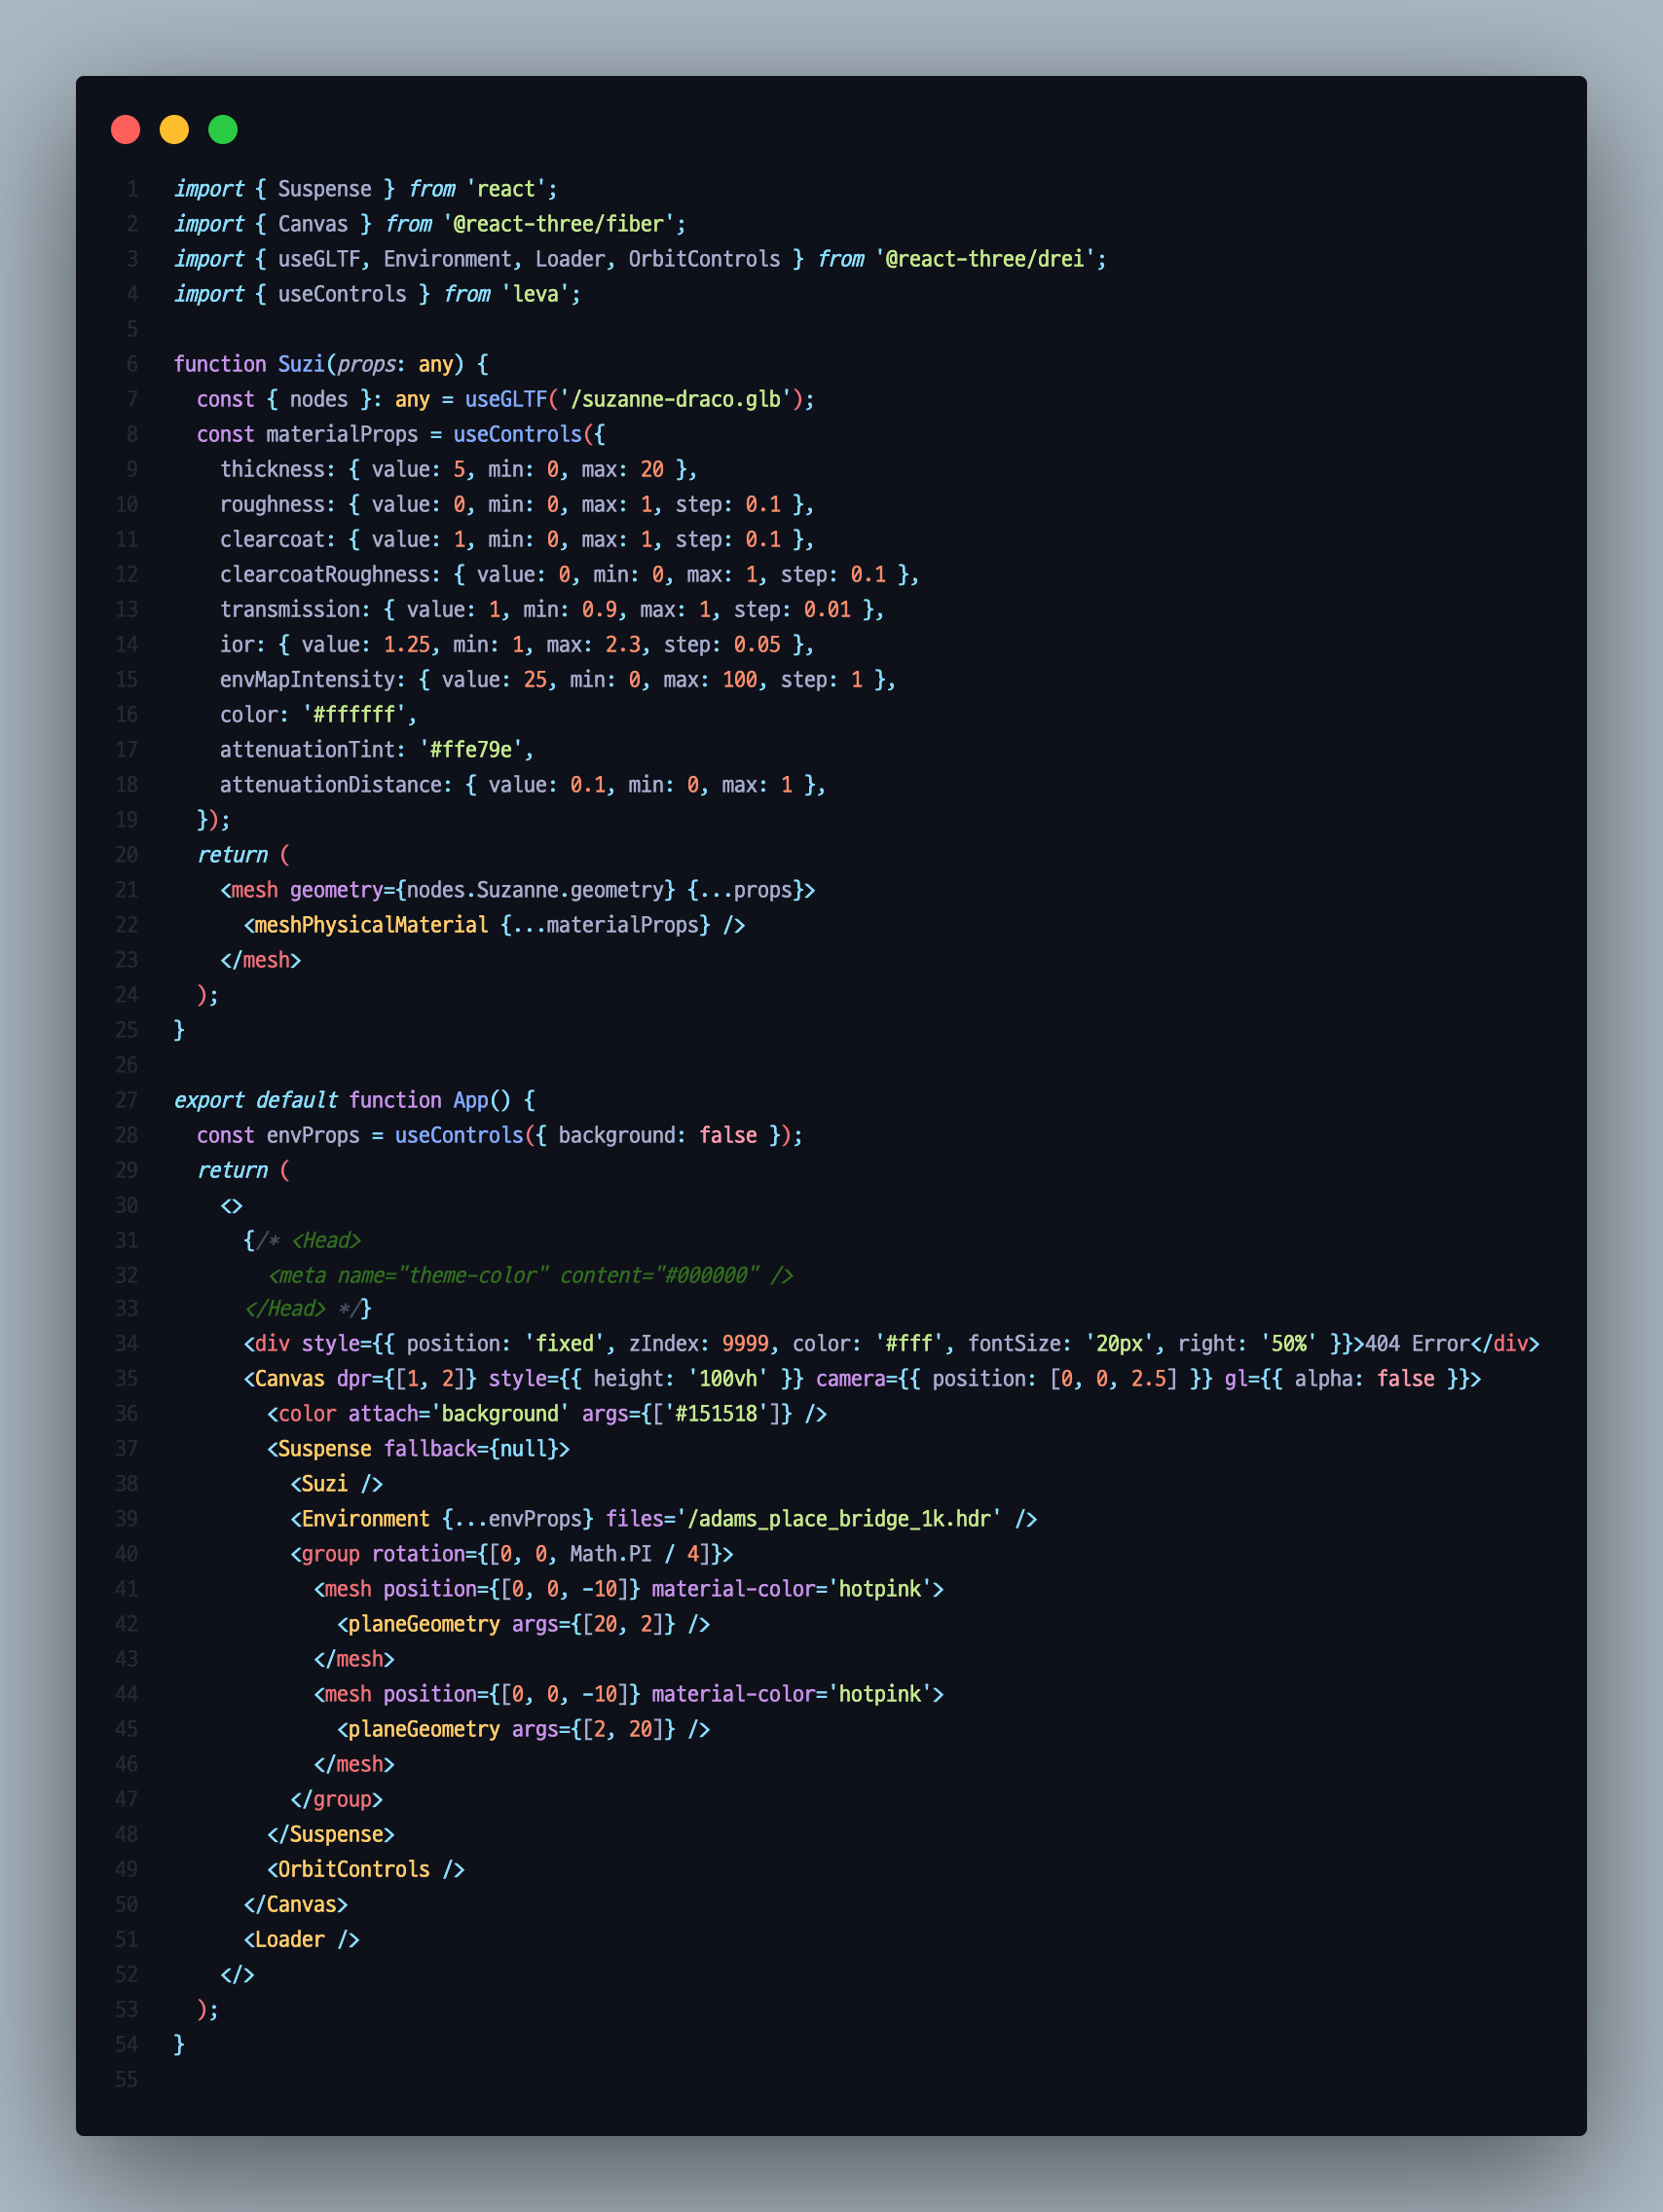 1 import { Suspense } from 'react';
2 import { Canvas } from '@react-three/fiber';
3 import { useGLTF, Environment, Loader, OrbitControls } from '@react-three/drei';
4 import { useControls } from 'leva';
5
6 function Suzi(props: any) {
7   const { nodes }: any = useGLTF('/suzanne-draco.glb');
8   const materialProps = useControls({
9     thickness: { value: 5, min: 0, max: 20 },
10     roughness: { value: 0, min: 0, max: 1, step: 0.1 },
11     clearcoat: { value: 1, min: 0, max: 1, step: 0.1 },
12     clearcoatRoughness: { value: 0, min: 0, max: 1, step: 0.1 },
13     transmission: { value: 1, min: 0.9, max: 1, step: 0.01 },
14     ior: { value: 1.25, min: 1, max: 2.3, step: 0.05 },
15     envMapIntensity: { value: 25, min: 0, max: 100, step: 1 },
16     color: '#ffffff',
17     attenuationTint: '#ffe79e',
18     attenuationDistance: { value: 0.1, min: 0, max: 1 },
19   });
20   return (
21     <mesh geometry={nodes.Suzanne.geometry} {...props}>
22       <meshPhysicalMaterial {...materialProps} />
23     </mesh>
24   );
25 }
26
27 export default function App() {
28   const envProps = useControls({ background: false });
29   return (
30     <>
31       {/* <Head>
32         <meta name="theme-color" content="#000000" />
33       </Head> */}
34       <div style={{ position: 'fixed', zIndex: 9999, color: '#fff', fontSize: '20px', right: '50%' }}>404 Error</div>
35       <Canvas dpr={[1, 2]} style={{ height: '100vh' }} camera={{ position: [0, 0, 2.5] }} gl={{ alpha: false }}>
36         <color attach='background' args={['#151518']} />
37         <Suspense fallback={null}>
38           <Suzi />
39           <Environment {...envProps} files='/adams_place_bridge_1k.hdr' />
40           <group rotation={[0, 0, Math.PI / 4]}>
41             <mesh position={[0, 0, -10]} material-color='hotpink'>
42               <planeGeometry args={[20, 2]} />
43             </mesh>
44             <mesh position={[0, 0, -10]} material-color='hotpink'>
45               <planeGeometry args={[2, 20]} />
46             </mesh>
47           </group>
48         </Suspense>
49         <OrbitControls />
50       </Canvas>
51       <Loader />
52     </>
53   );
54 }
55